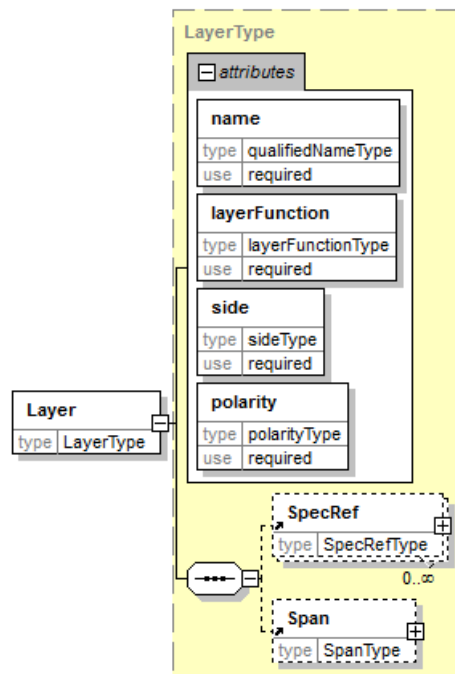 LayerType
attributes
name
type qualifiedNameType
use required
layerFunction
type layerFunctionType
use required
side
type sideType
use required
polarity
type polarityType
use required
Layer
type LayerType
SpecRef
type SpecRefType
0..∞
Span
type SpanType